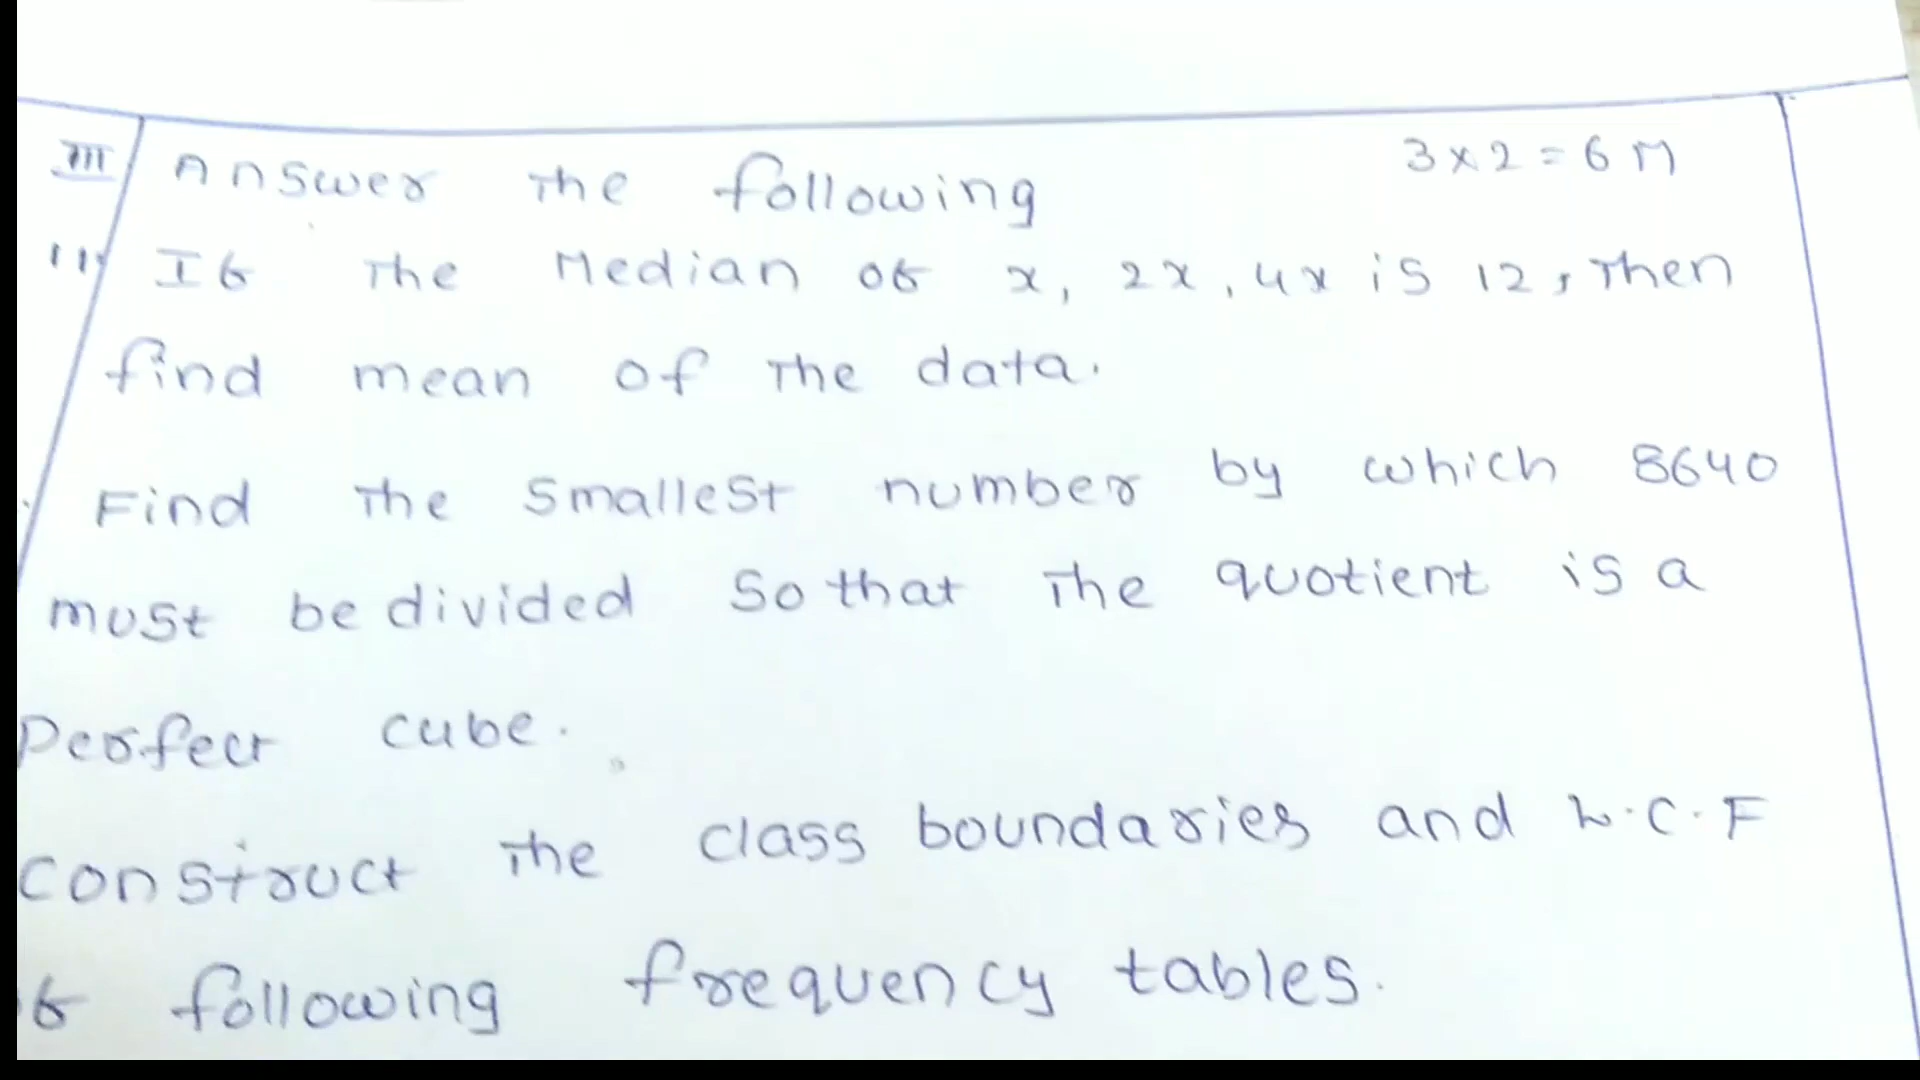 III Answer the following 3x2=6M
11) If the Median of x, 2x, 4x is 12, Then
find mean of the data.
Find the smallest number by which 8640
must be divided so that the quotient is a
perfect cube.
construct the class boundaries and L.C.F
of following frequency tables.